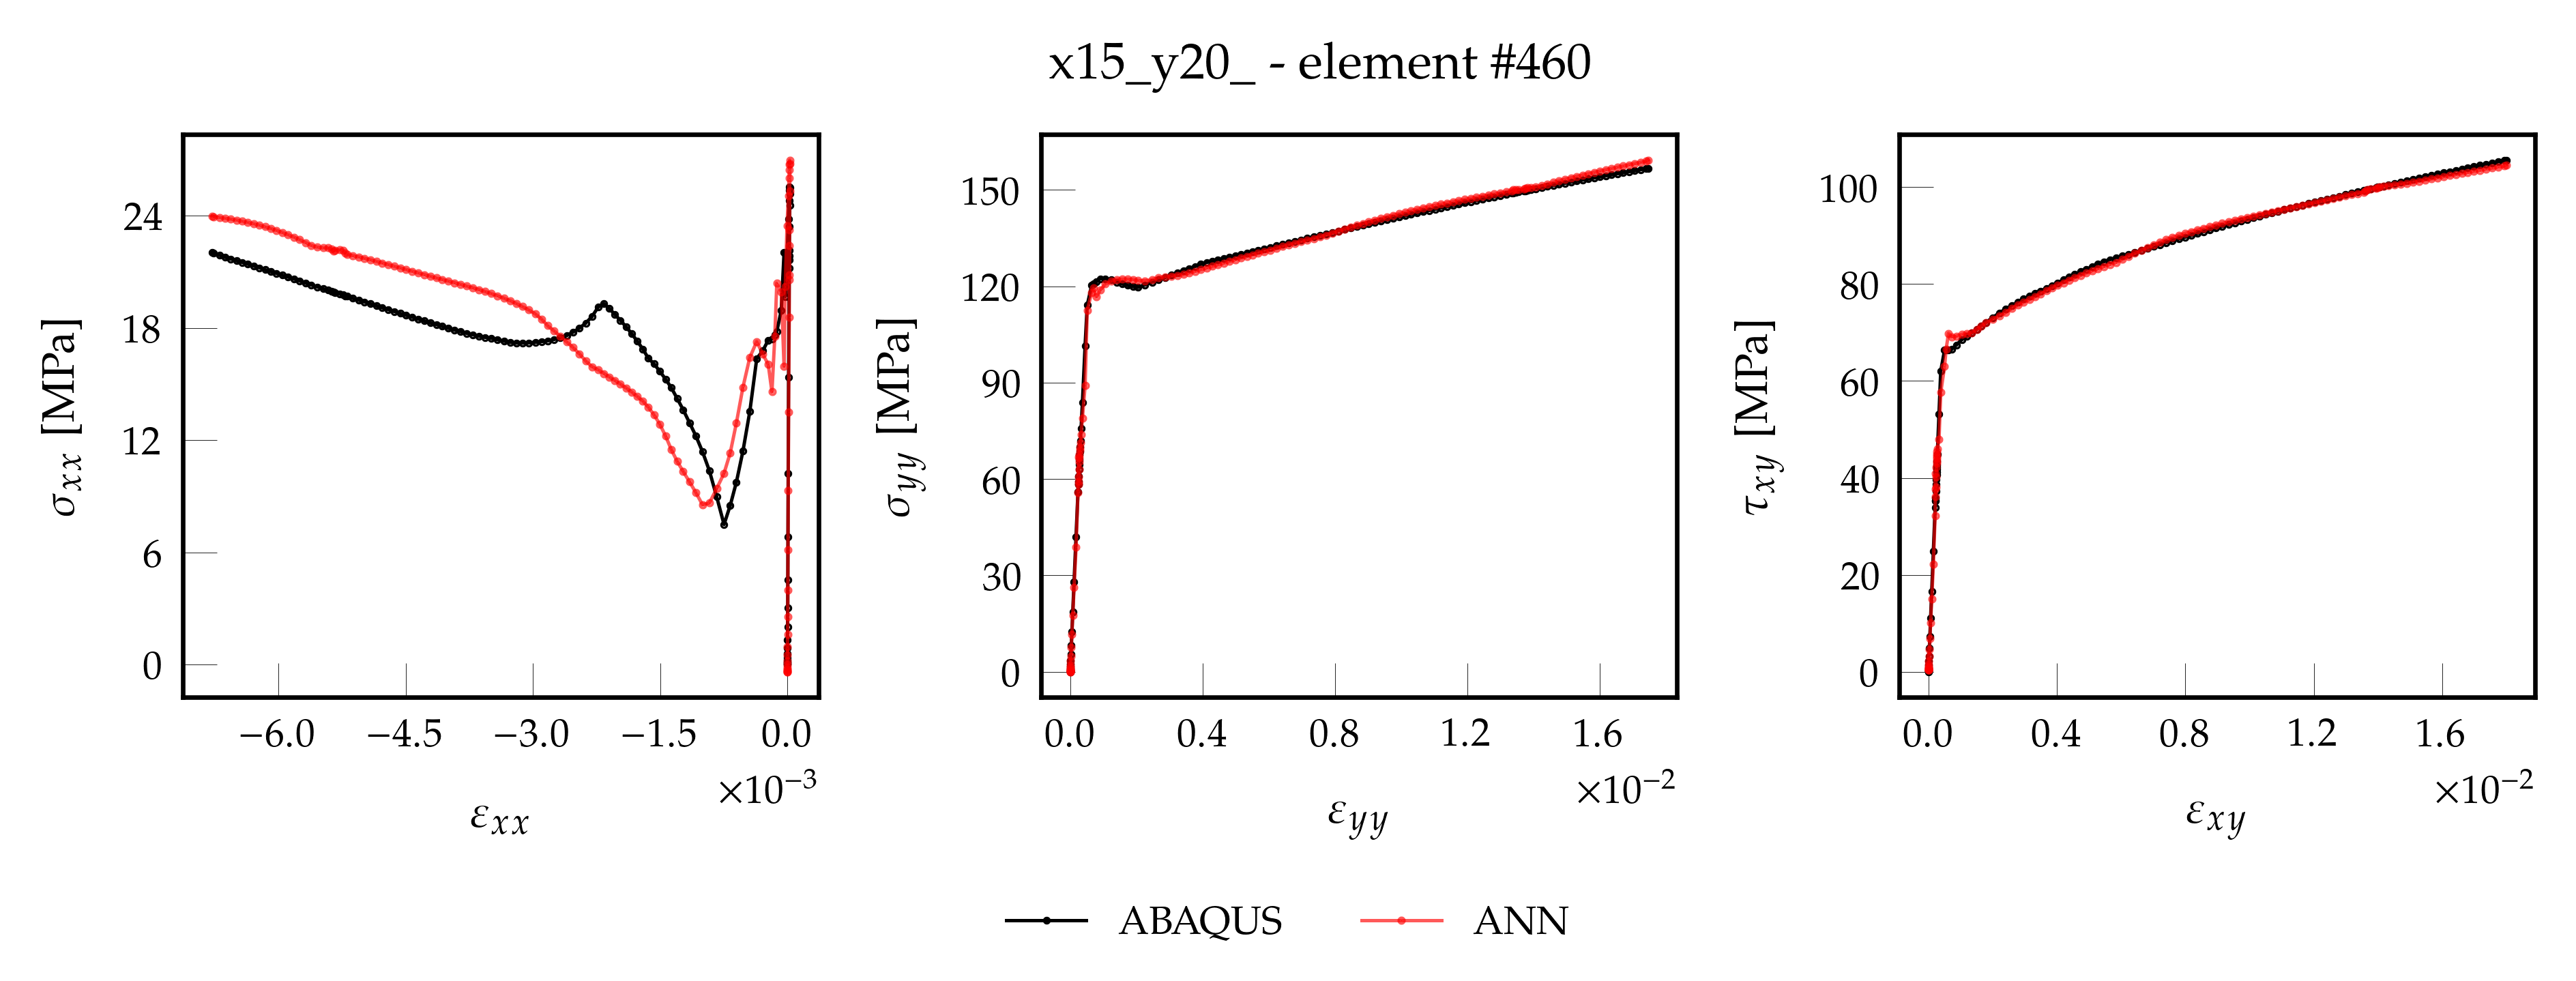 x15_y20_ - element #460
σxx [MPa]
24
18
12
6
0
−6.0 −4.5 −3.0 −1.5 0.0
×10−3
εxx
σyy [MPa]
150
120
90
60
30
0
0.0 0.4 0.8 1.2 1.6
×10−2
εyy
τxy [MPa]
100
80
60
40
20
0
0.0 0.4 0.8 1.2 1.6
×10−2
εxy
ABAQUS ANN